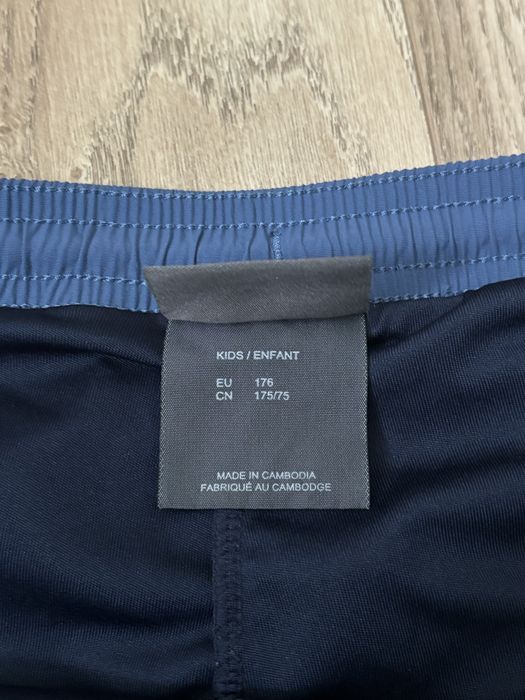 KIDS / ENFANT
EU 176
CN 175/75
MADE IN CAMBODIA
FABRIQUÉ AU CAMBODGE